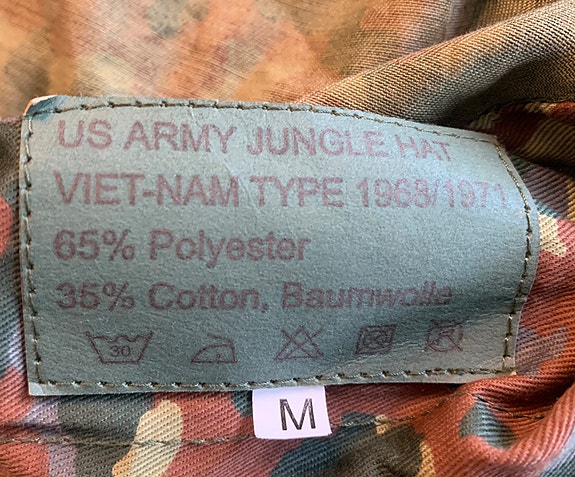 US ARMY JUNGLE HAT
VIET-NAM TYPE 1968/1971
65% Polyester
35% Cotton, Baumwolle
30
M